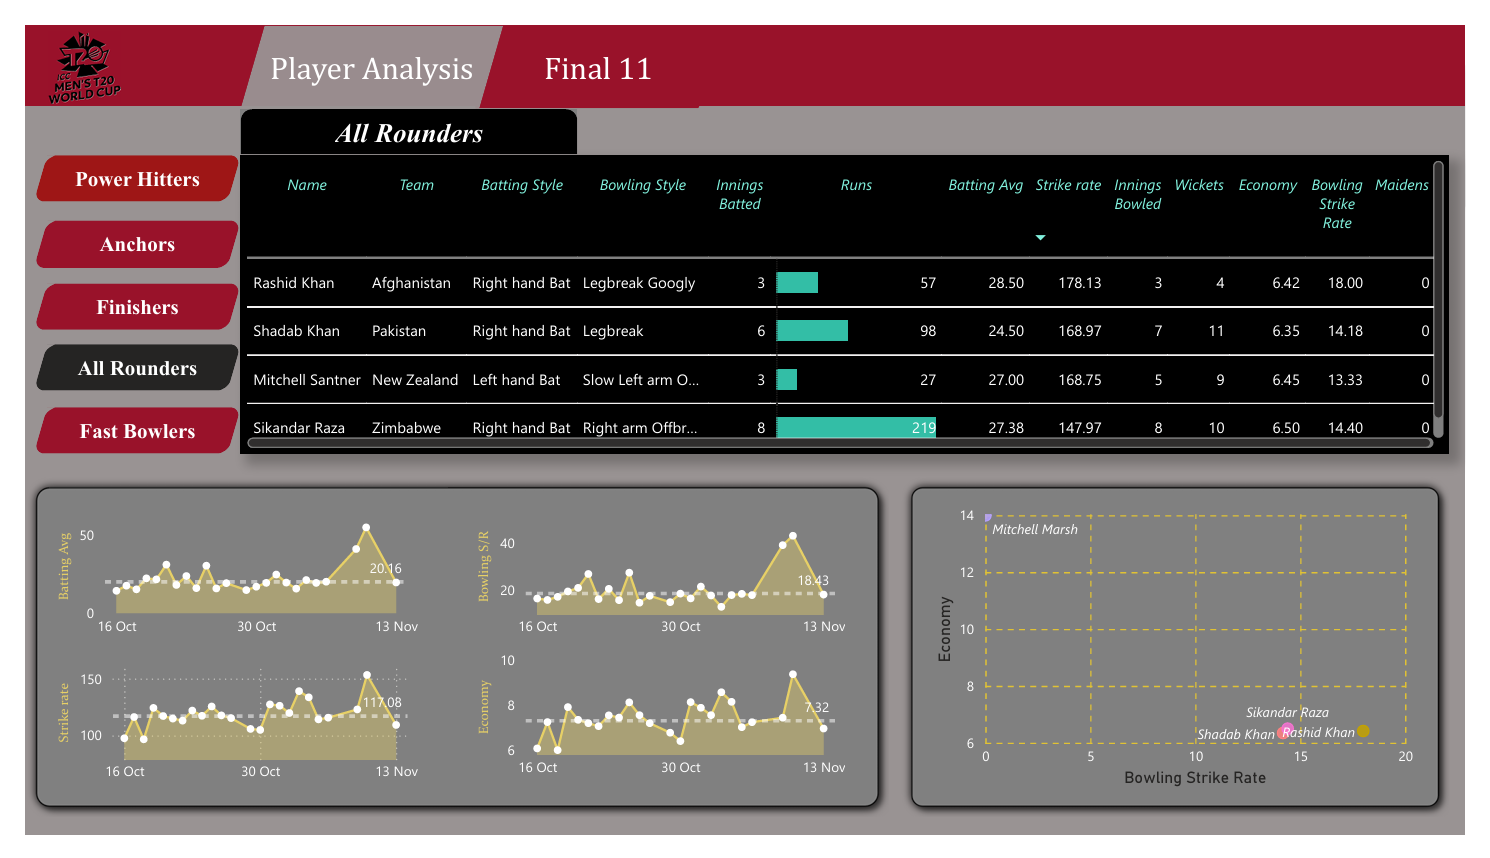 ICC
MEN'S T20
WORLD CUP
Player Analysis
Final 11
All Rounders
Power Hitters
Anchors
Finishers
All Rounders
Fast Bowlers
Name Team Batting Style Bowling Style Innings Batted Runs Batting Avg Strike rate Innings Bowled Wickets Economy Bowling Strike Rate Maidens
Rashid Khan Afghanistan Right hand Bat Legbreak Googly 3 57 28.50 178.13 3 4 6.42 18.00 0
Shadab Khan Pakistan Right hand Bat Legbreak 6 98 24.50 168.97 7 11 6.35 14.18 0
Mitchell Santner New Zealand Left hand Bat Slow Left arm O... 3 27 27.00 168.75 5 9 6.45 13.33 0
Sikandar Raza Zimbabwe Right hand Bat Right arm Offbr... 8 219 27.38 147.97 8 10 6.50 14.40 0
Batting Avg
50
0
20.16
16 Oct 30 Oct 13 Nov
Bowling S/R
40
20
18.43
16 Oct 30 Oct 13 Nov
Strike rate
150
100
117.08
16 Oct 30 Oct 13 Nov
Economy
10
8
6
7.32
16 Oct 30 Oct 13 Nov
Economy
14
12
10
8
6
Mitchell Marsh
Sikandar Raza
Shadab Khan
Rashid Khan
0 5 10 15 20
Bowling Strike Rate